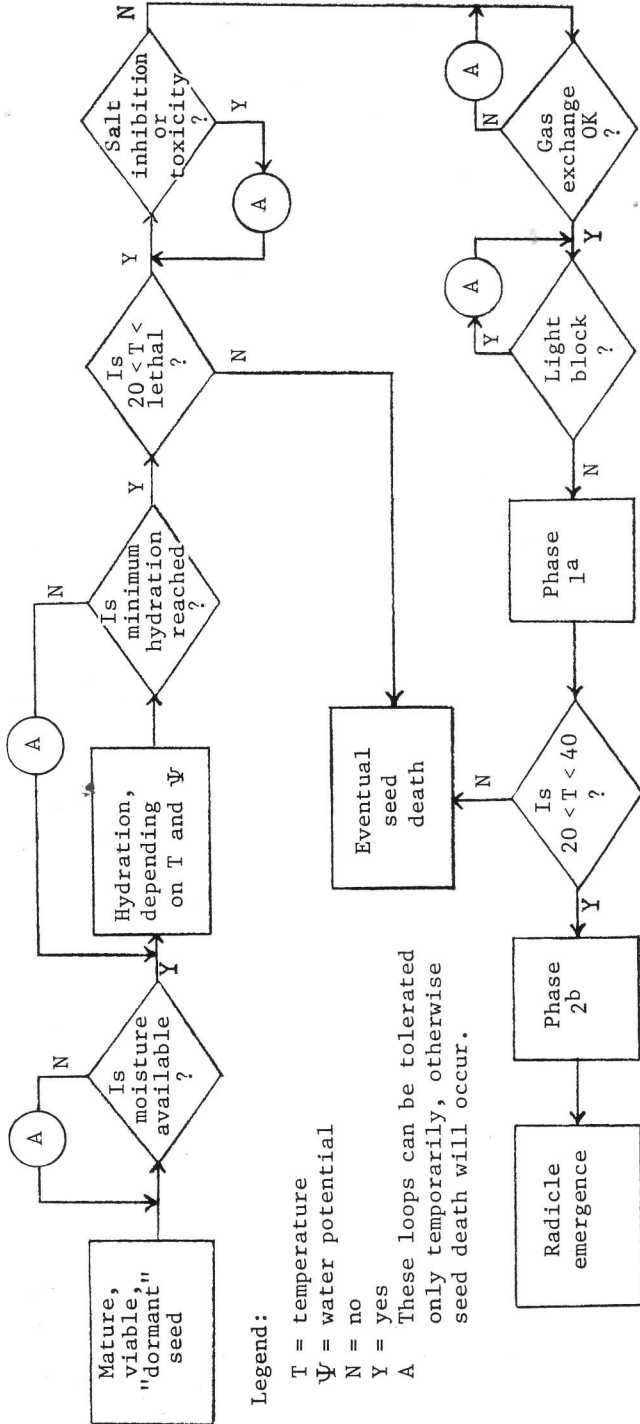 Mature,
viable,
"dormant"
seed
A
Is
moisture
available
?
N
Y
Hydration,
depending
on T and Ψ
A
Is
minimum
hydration
reached
?
N
Y
Is
20 < T <
lethal
?
Y
N
Salt
inhibition
or
toxicity
?
N
Y
A
Gas
exchange
OK
?
N
A
Y
Light
block
?
Y
A
N
Phase
1a
Is
20 < T < 40
?
N
Y
Eventual
seed
death
Phase
2b
Radicle
emergence
Legend:
T = temperature
Ψ = water potential
N = no
Y = yes
A These loops can be tolerated
only temporarily, otherwise
seed death will occur.